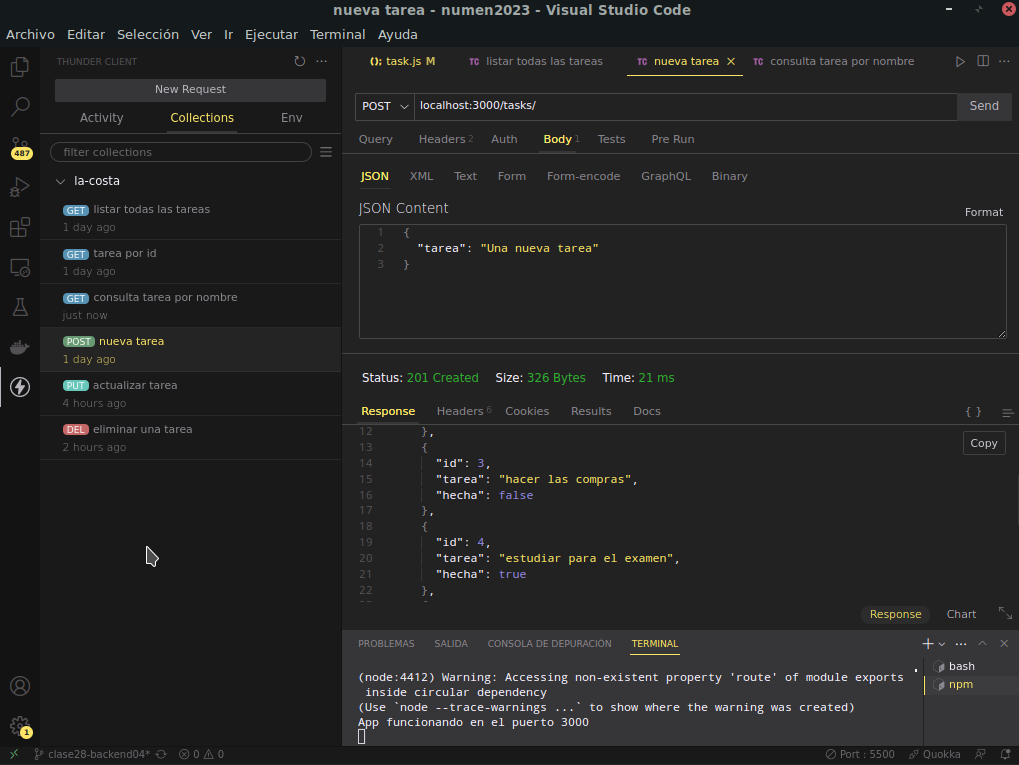 nueva tarea - numen2023 - Visual Studio Code
Archivo Editar Selección Ver Ir Ejecutar Terminal Ayuda
THUNDER CLIENT
New Request
Activity Collections Env
filter collections
la-costa
GET listar todas las tareas
1 day ago
GET tarea por id
1 day ago
GET consulta tarea por nombre
just now
POST nueva tarea
1 day ago
PUT actualizar tarea
4 hours ago
DEL eliminar una tarea
2 hours ago
487
1
(); task.js M TC listar todas las tareas TC nueva tarea TC consulta tarea por nombre
POST localhost:3000/tasks/ Send
Query Headers 2 Auth Body 1 Tests Pre Run
JSON XML Text Form Form-encode GraphQL Binary
JSON Content Format
1 {
2 "tarea": "Una nueva tarea"
3 }
Status: 201 Created Size: 326 Bytes Time: 21 ms
Response Headers 6 Cookies Results Docs { }
Copy
12 },
13 {
14 "id": 3,
15 "tarea": "hacer las compras",
16 "hecha": false
17 },
18 {
19 "id": 4,
20 "tarea": "estudiar para el examen",
21 "hecha": true
22 },
Response Chart
PROBLEMAS SALIDA CONSOLA DE DEPURACIÓN TERMINAL
(node:4412) Warning: Accessing non-existent property 'route' of module exports
inside circular dependency
(Use `node --trace-warnings ...` to show where the warning was created)
App funcionando en el puerto 3000
bash
npm
clase28-backend04* 0 0 Port : 5500 Quokka